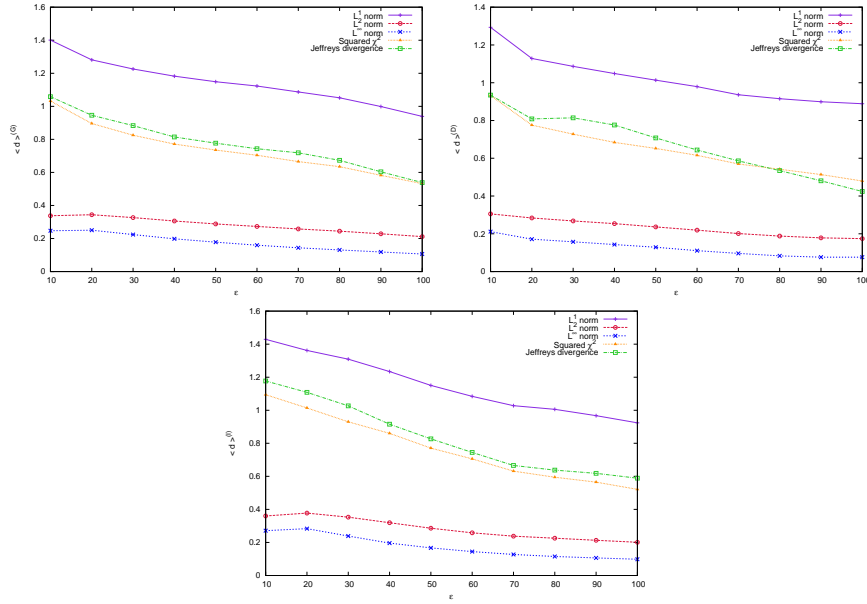 1.6
1.4
1.2
1
0.8
0.6
0.4
0.2
0
10 20 30 40 50 60 70 80 90 100
ε
< d >(G)
L1 norm
L2 norm
L∞ norm
Squared χ2
Jeffreys divergence
1.4
1.2
1
0.8
0.6
0.4
0.2
0
10 20 30 40 50 60 70 80 90 100
ε
< d >(D)
L1 norm
L2 norm
L∞ norm
Squared χ2
Jeffreys divergence
1.6
1.4
1.2
1
0.8
0.6
0.4
0.2
0
10 20 30 40 50 60 70 80 90 100
ε
< d >(I)
L1 norm
L2 norm
L∞ norm
Squared χ2
Jeffreys divergence